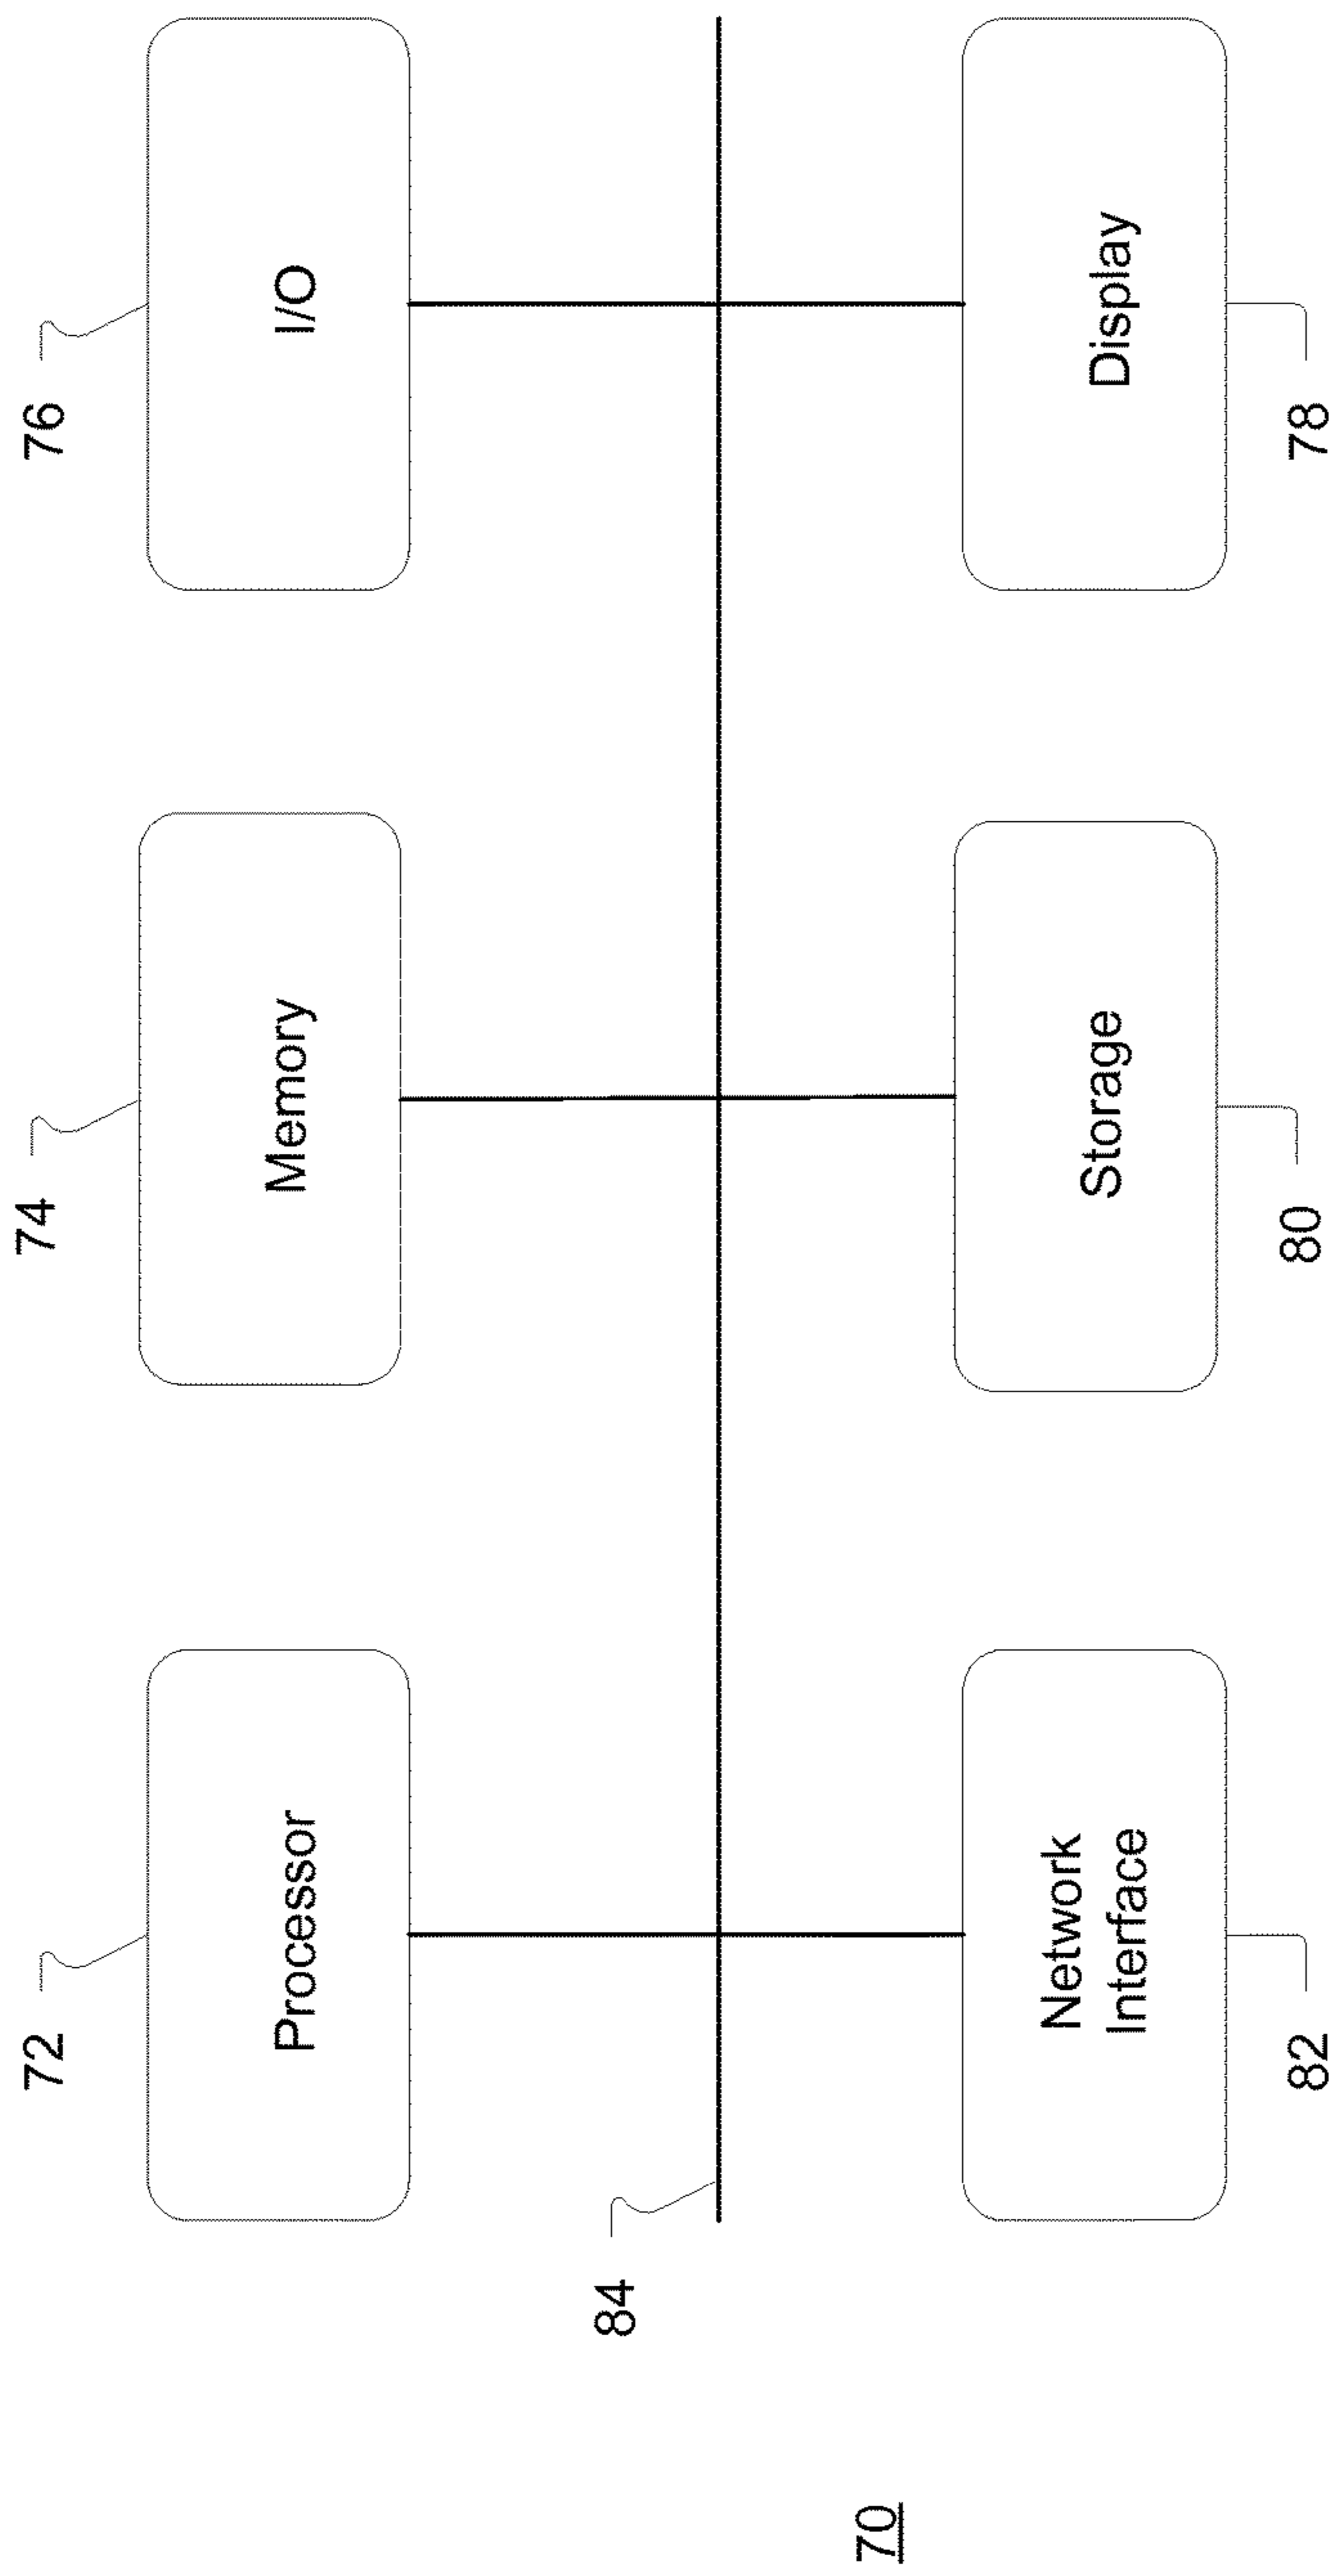 72
74
76
Processor
Memory
I/O
84
Network
Interface
Storage
Display
82
80
78
70